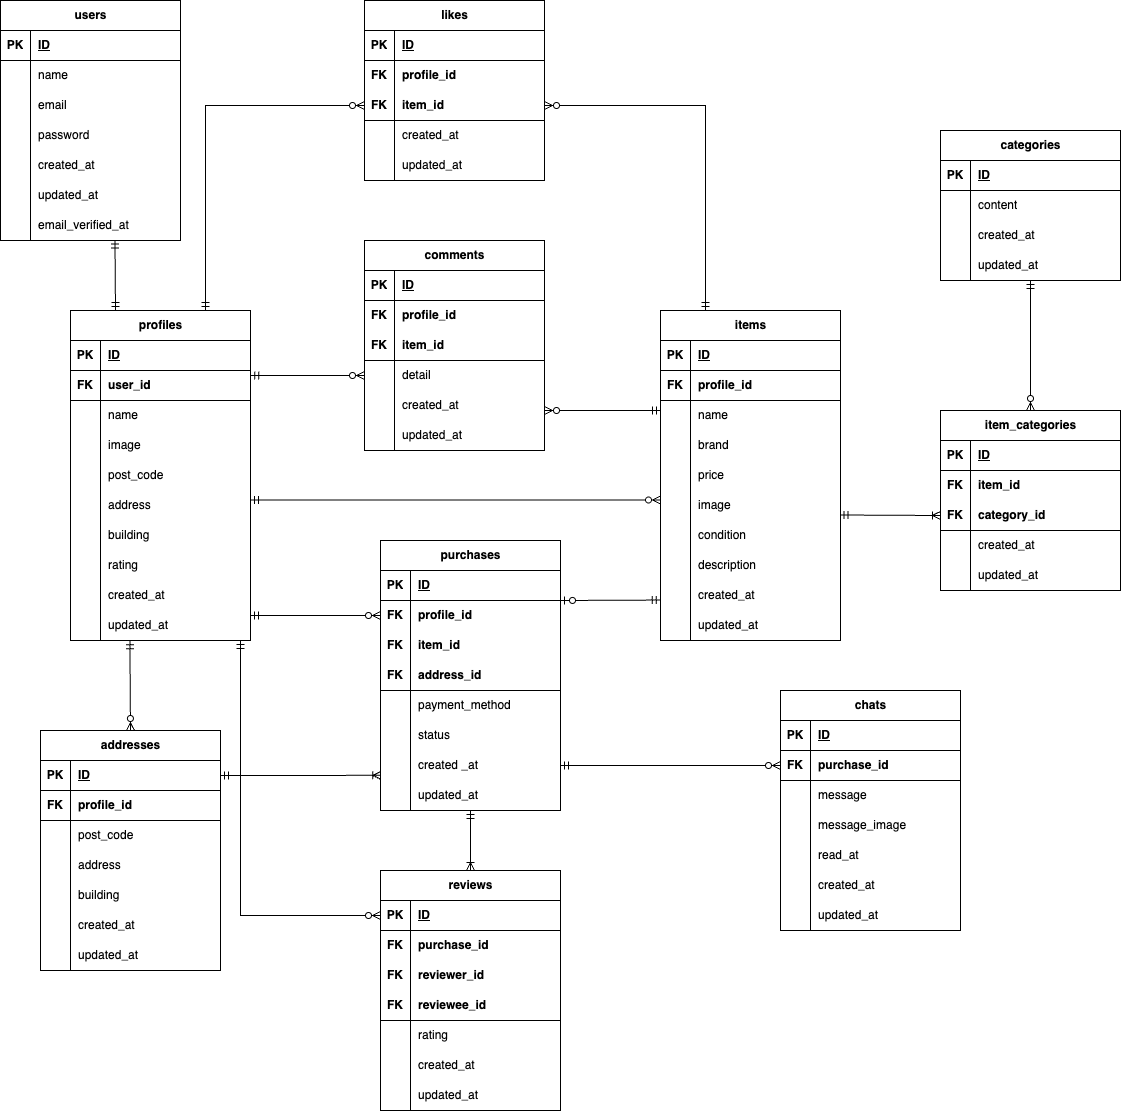 users
PK ID
name
email
password
created_at
updated_at
email_verified_at
likes
PK ID
FK profile_id
FK item_id
created_at
updated_at
categories
PK ID
content
created_at
updated_at
comments
PK ID
FK profile_id
FK item_id
detail
created_at
updated_at
profiles
PK ID
FK user_id
name
image
post_code
address
building
rating
created_at
updated_at
items
PK ID
FK profile_id
name
brand
price
image
condition
description
created_at
updated_at
item_categories
PK ID
FK item_id
FK category_id
created_at
updated_at
purchases
PK ID
FK profile_id
FK item_id
FK address_id
payment_method
status
created _at
updated_at
chats
PK ID
FK purchase_id
message
message_image
read_at
created_at
updated_at
addresses
PK ID
FK profile_id
post_code
address
building
created_at
updated_at
reviews
PK ID
FK purchase_id
FK reviewer_id
FK reviewee_id
rating
created_at
updated_at